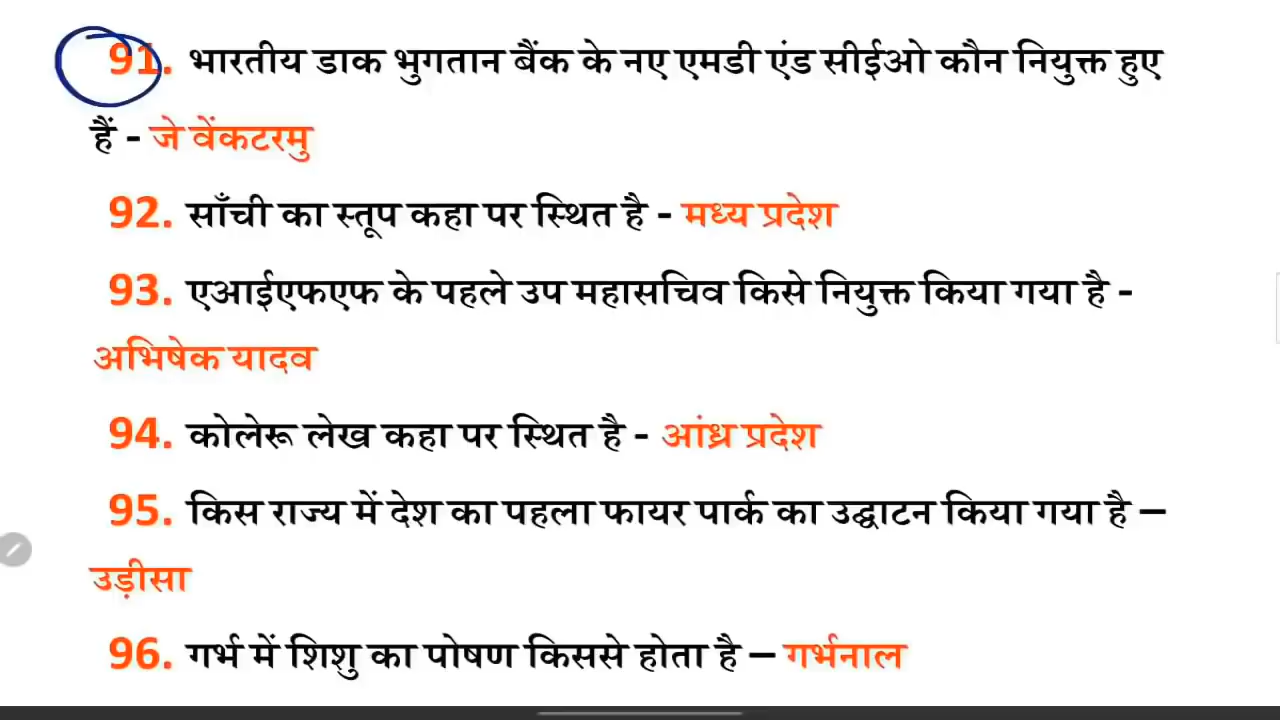 91. भारतीय डाक भुगतान बैंक के नए एमडी एंड सीईओ कौन नियुक्त हुए
हैं - जे वेंकटरमु
92. साँची का स्तूप कहा पर स्थित है - मध्य प्रदेश
93. एआईएफएफ के पहले उप महासचिव किसे नियुक्त किया गया है -
अभिषेक यादव
94. कोलेरू लेख कहा पर स्थित है - आंध्र प्रदेश
95. किस राज्य में देश का पहला फायर पार्क का उद्घाटन किया गया है –
उड़ीसा
96. गर्भ में शिशु का पोषण किससे होता है – गर्भनाल